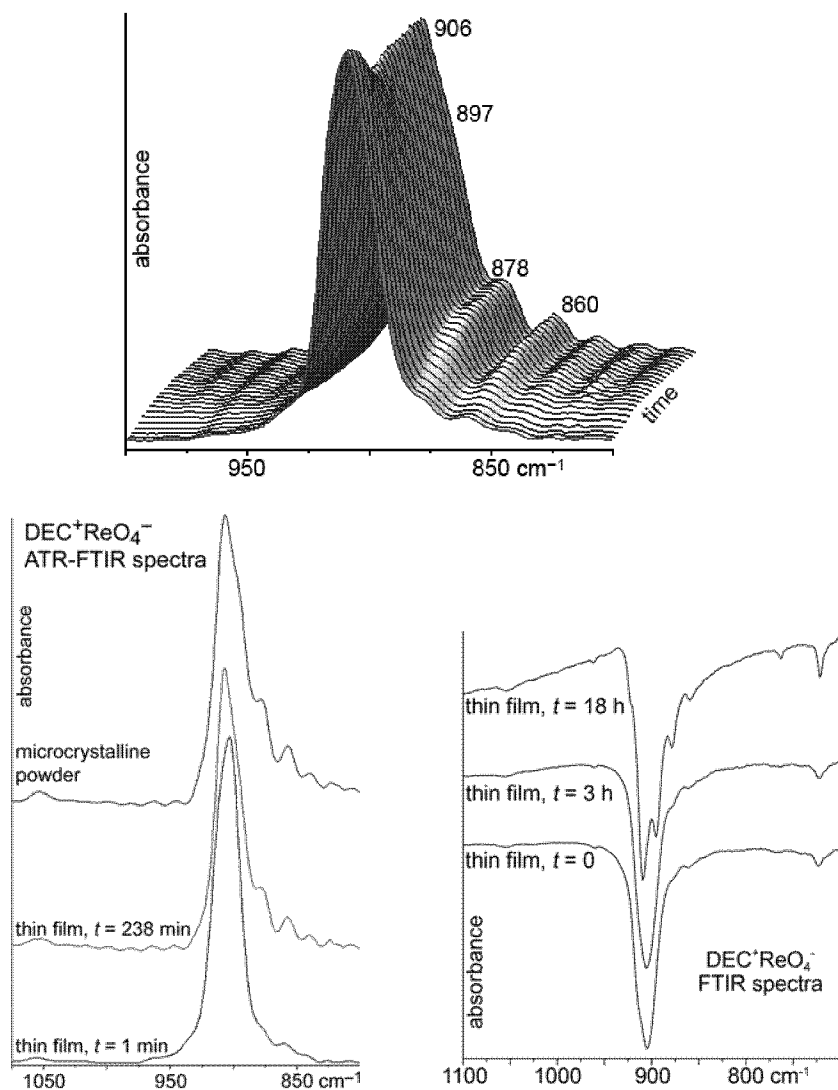 906
897
absorbance
878
860
time
950
850 cm⁻¹
DEC⁺ReO₄⁻
ATR-FTIR spectra
absorbance
microcrystalline
powder
thin film, t = 238 min
thin film, t = 1 min
1050
950
850 cm⁻¹
thin film, t = 18 h
thin film, t = 3 h
thin film, t = 0
absorbance
DEC⁺ReO₄⁻
FTIR spectra
1100
1000
900
800
cm⁻¹